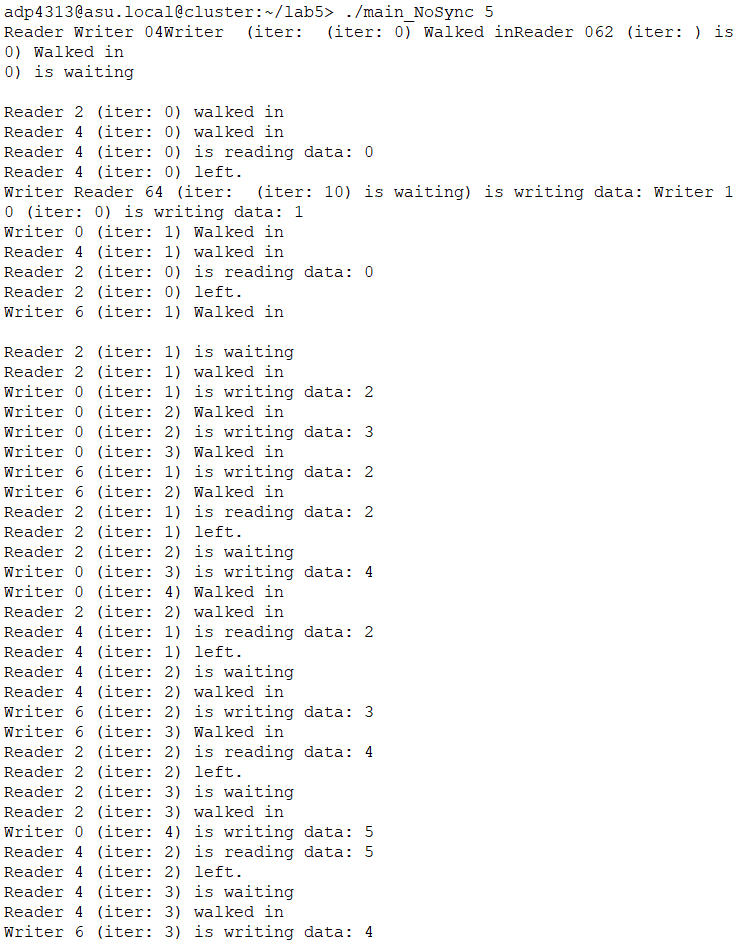 adp4313@asu.local@cluster:~/lab5> ./main_NoSync 5
Reader Writer 04Writer  (iter:  (iter: 0) Walked inReader 062 (iter: ) is
0) Walked in
0) is waiting
Reader 2 (iter: 0) walked in
Reader 4 (iter: 0) walked in
Reader 4 (iter: 0) is reading data: 0
Reader 4 (iter: 0) left.
Writer Reader 64 (iter:  (iter: 10) is waiting) is writing data: Writer 1
0 (iter: 0) is writing data: 1
Writer 0 (iter: 1) Walked in
Reader 4 (iter: 1) walked in
Reader 2 (iter: 0) is reading data: 0
Reader 2 (iter: 0) left.
Writer 6 (iter: 1) Walked in
Reader 2 (iter: 1) is waiting
Reader 2 (iter: 1) walked in
Writer 0 (iter: 1) is writing data: 2
Writer 0 (iter: 2) Walked in
Writer 0 (iter: 2) is writing data: 3
Writer 0 (iter: 3) Walked in
Writer 6 (iter: 1) is writing data: 2
Writer 6 (iter: 2) Walked in
Reader 2 (iter: 1) is reading data: 2
Reader 2 (iter: 1) left.
Reader 2 (iter: 2) is waiting
Writer 0 (iter: 3) is writing data: 4
Writer 0 (iter: 4) Walked in
Reader 2 (iter: 2) walked in
Reader 4 (iter: 1) is reading data: 2
Reader 4 (iter: 1) left.
Reader 4 (iter: 2) is waiting
Reader 4 (iter: 2) walked in
Writer 6 (iter: 2) is writing data: 3
Writer 6 (iter: 3) Walked in
Reader 2 (iter: 2) is reading data: 4
Reader 2 (iter: 2) left.
Reader 2 (iter: 3) is waiting
Reader 2 (iter: 3) walked in
Writer 0 (iter: 4) is writing data: 5
Reader 4 (iter: 2) is reading data: 5
Reader 4 (iter: 2) left.
Reader 4 (iter: 3) is waiting
Reader 4 (iter: 3) walked in
Writer 6 (iter: 3) is writing data: 4